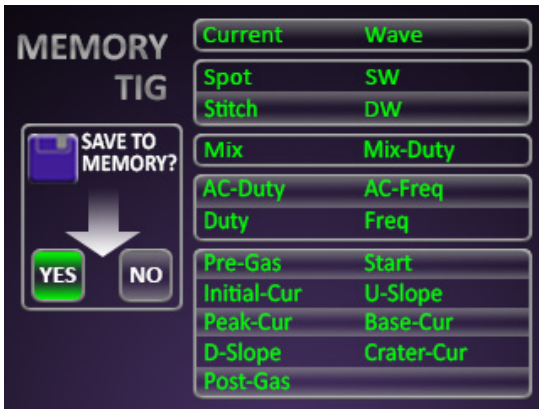 MEMORY
TIG
SAVE TO
MEMORY?
YES NO
Current Wave
Spot SW
Stitch DW
Mix Mix-Duty
AC-Duty AC-Freq
Duty Freq
Pre-Gas Start
Initial-Cur U-Slope
Peak-Cur Base-Cur
D-Slope Crater-Cur
Post-Gas